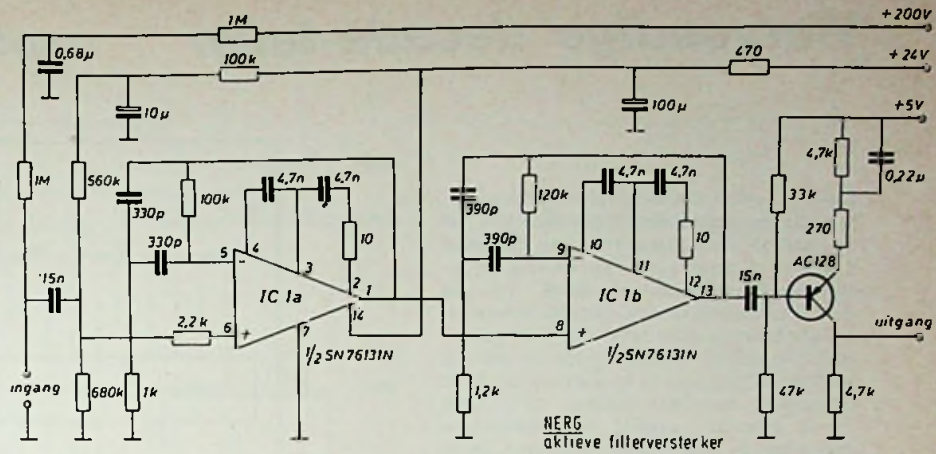 1M
+200V
0,68µ
100k
470
+24V
10µ
100µ
+5V
1M
560k
330p
100k
4,7n
4,7n
390p
120k
4,7n
4,7n
33k
4,7k
0,22µ
330p
10
390p
10
270
5
-
4
3
9
-
10
11
AC128
15n
IC 1a
2
1
IC 1b
12
13
15n
14
6
+
7
8
+
uitgang
2,2k
1/2 SN76131N
1/2 SN76131N
ingang
680k
1k
1,2k
47k
4,7k
NERG
aktieve filterversterker